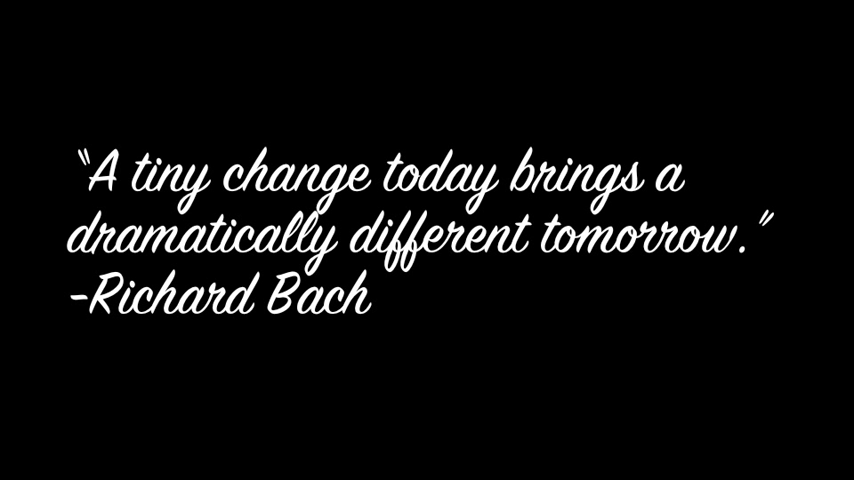 “A tiny change today brings a
dramatically different tomorrow.”
-Richard Bach